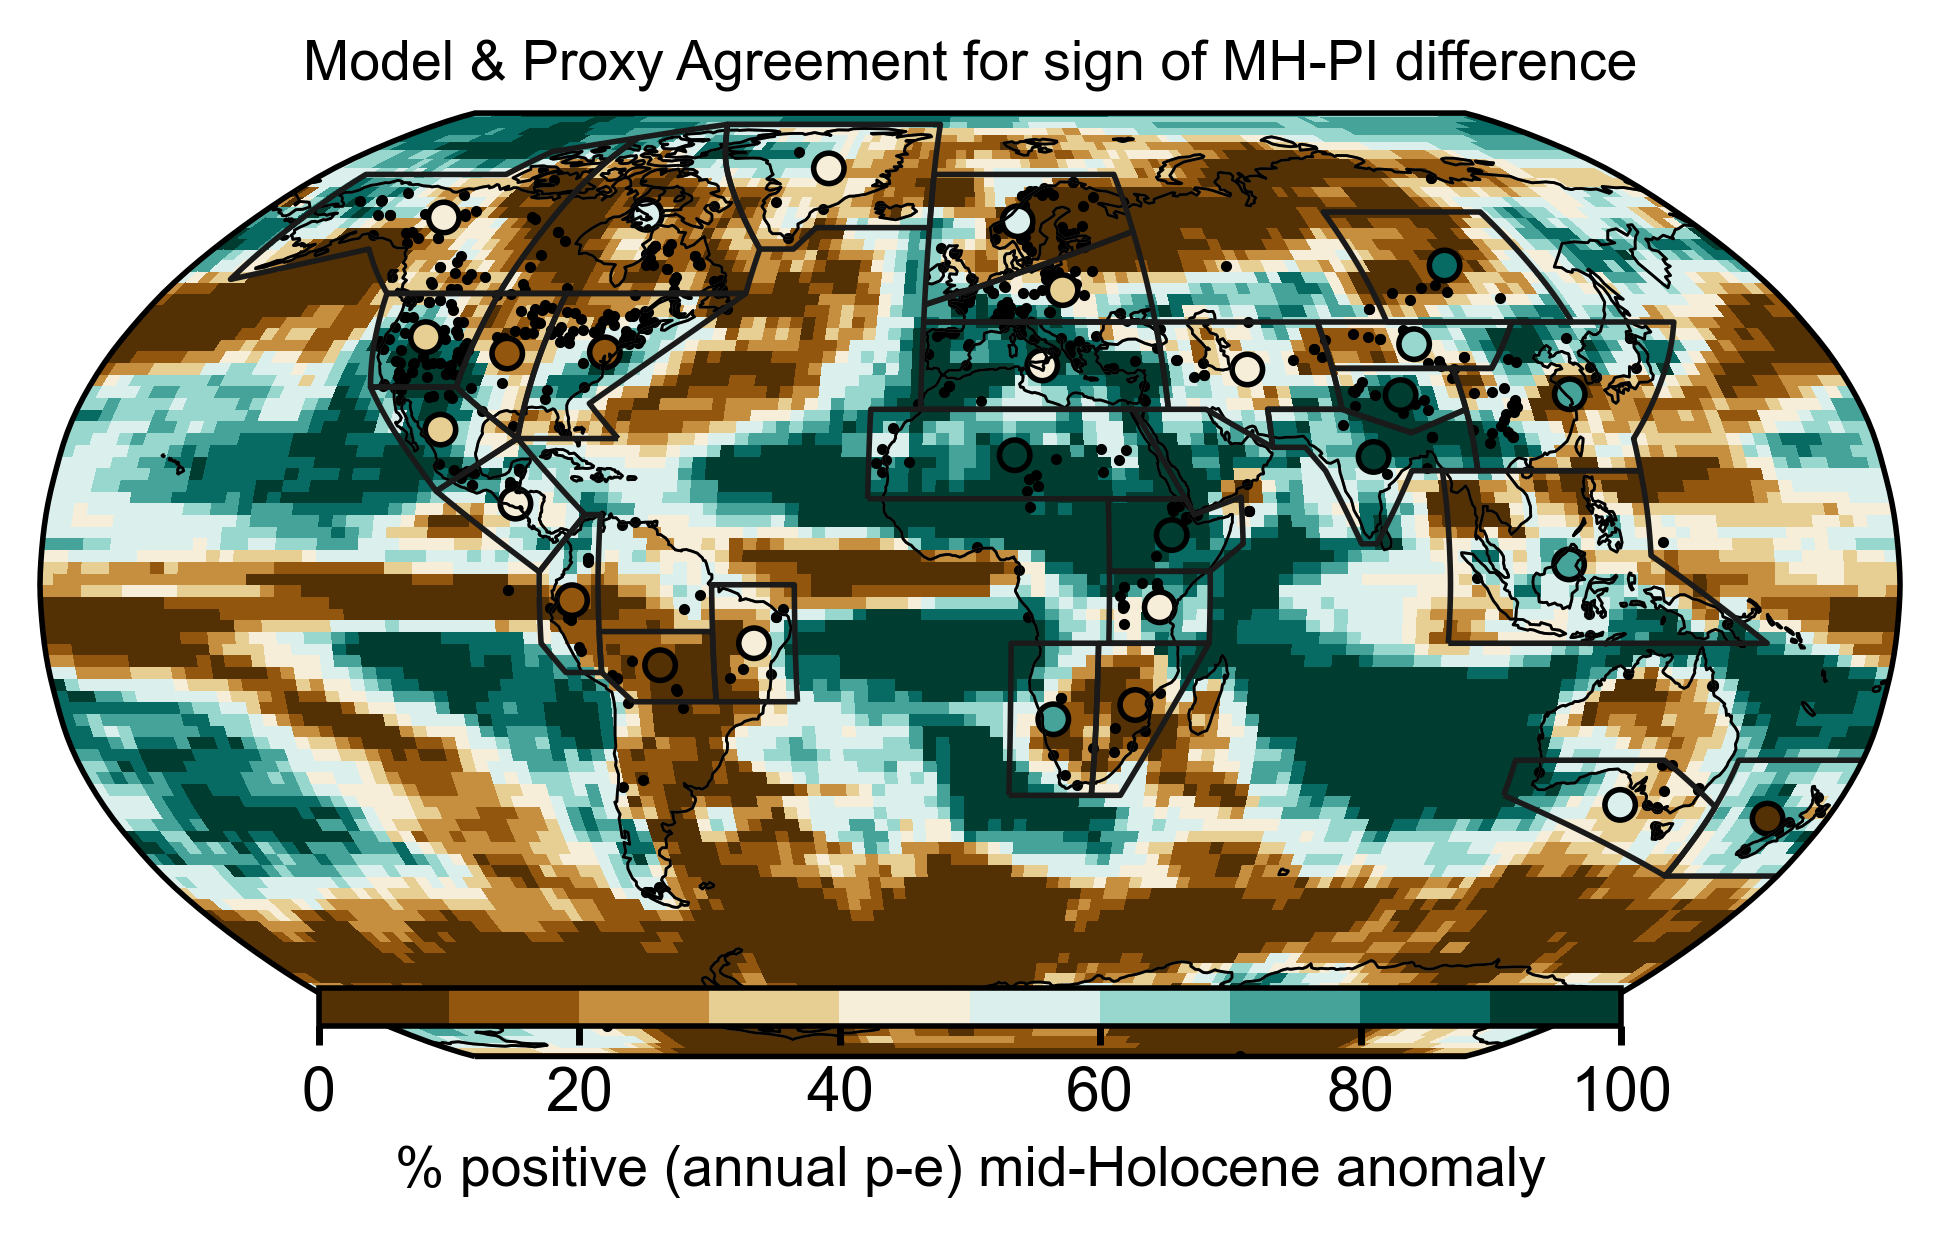 Model & Proxy Agreement for sign of MH-PI difference
0 20 40 60 80 100
% positive (annual p-e) mid-Holocene anomaly